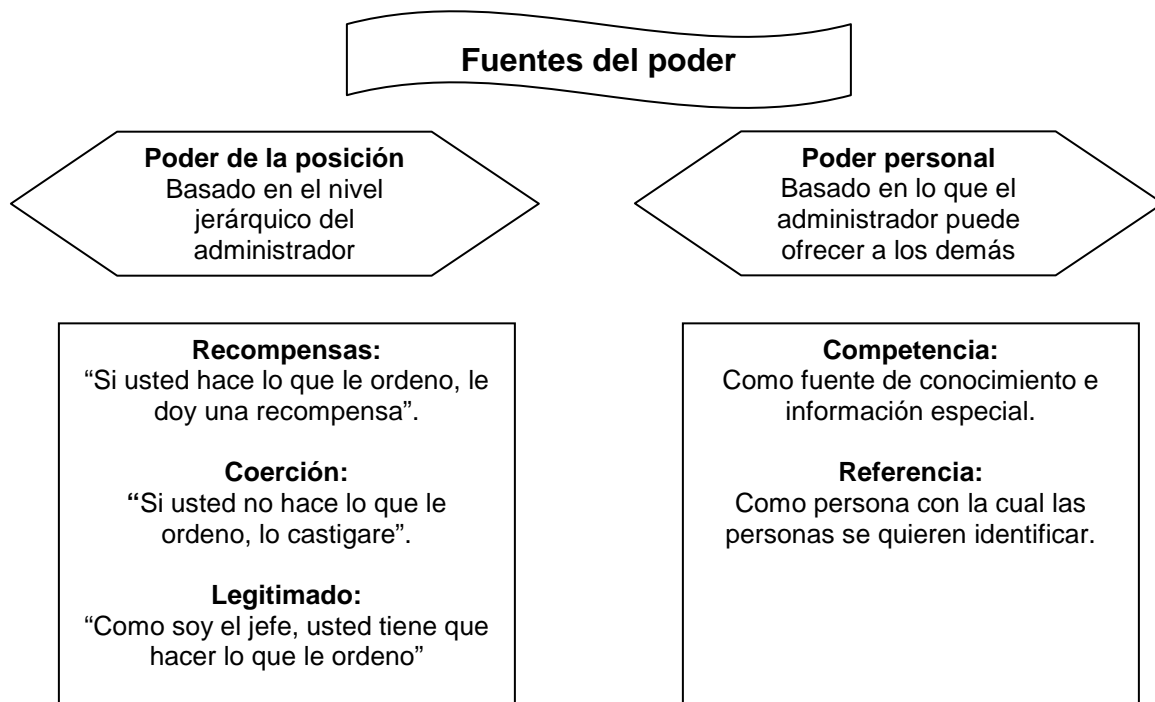 Fuentes del poder
Poder de la posición
Basado en el nivel
jerárquico del
administrador
Poder personal
Basado en lo que el
administrador puede
ofrecer a los demás
Recompensas:
“Si usted hace lo que le ordeno, le
doy una recompensa”.
Coerción:
“Si usted no hace lo que le
ordeno, lo castigare”.
Legitimado:
“Como soy el jefe, usted tiene que
hacer lo que le ordeno”
Competencia:
Como fuente de conocimiento e
información especial.
Referencia:
Como persona con la cual las
personas se quieren identificar.